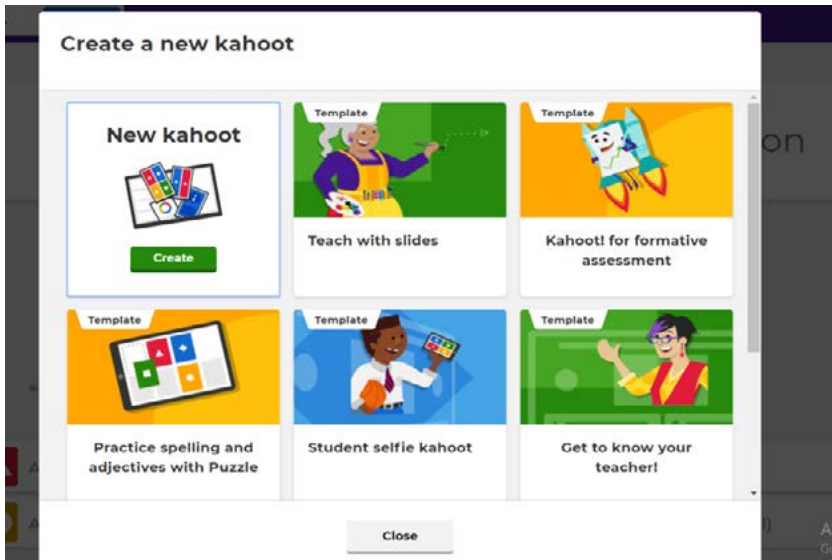 Create a new kahoot
on
New kahoot
Create
Template
Teach with slides
Template
Kahoot! for formative
assessment
Template
Practice spelling and
adjectives with Puzzle
Template
Student selfie kahoot
Template
Get to know your
teacher!
Close